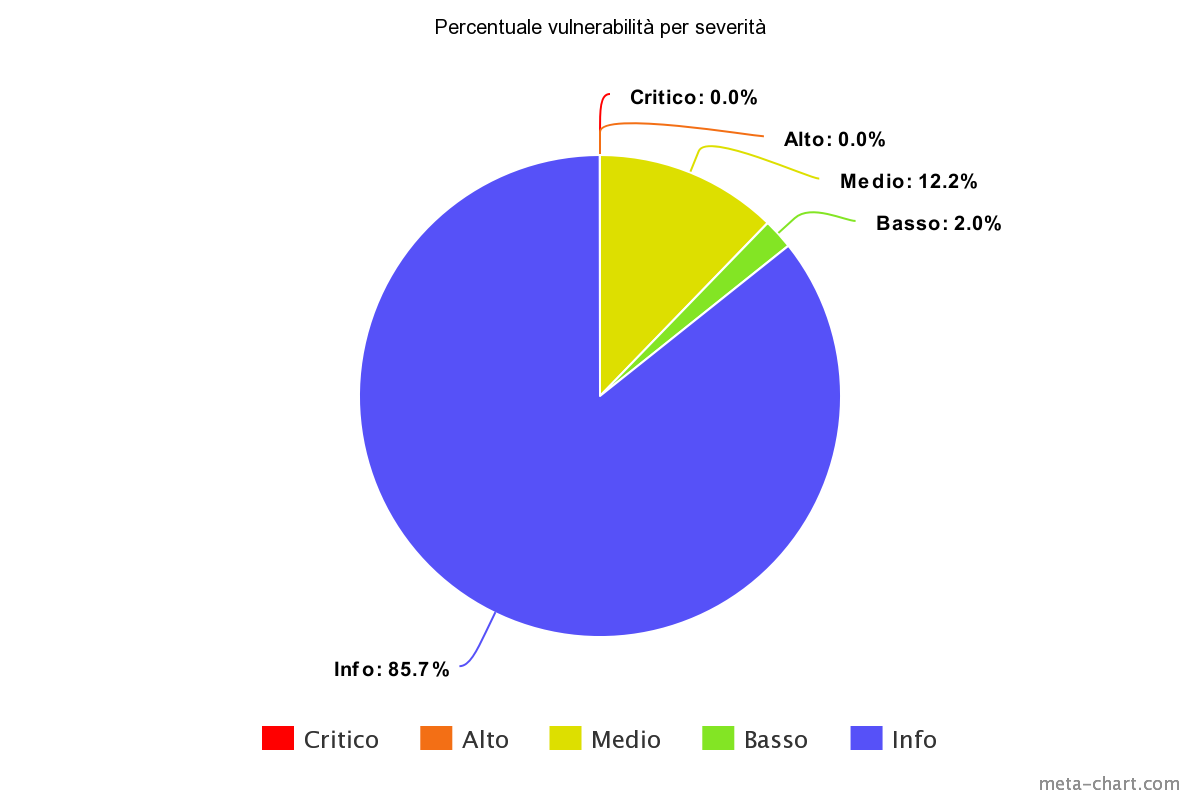 Percentuale vulnerabilità per severità
Critico: 0.0%
Alto: 0.0%
Medio: 12.2%
Basso: 2.0%
Info: 85.7%
Critico Alto Medio Basso Info
meta-chart.com